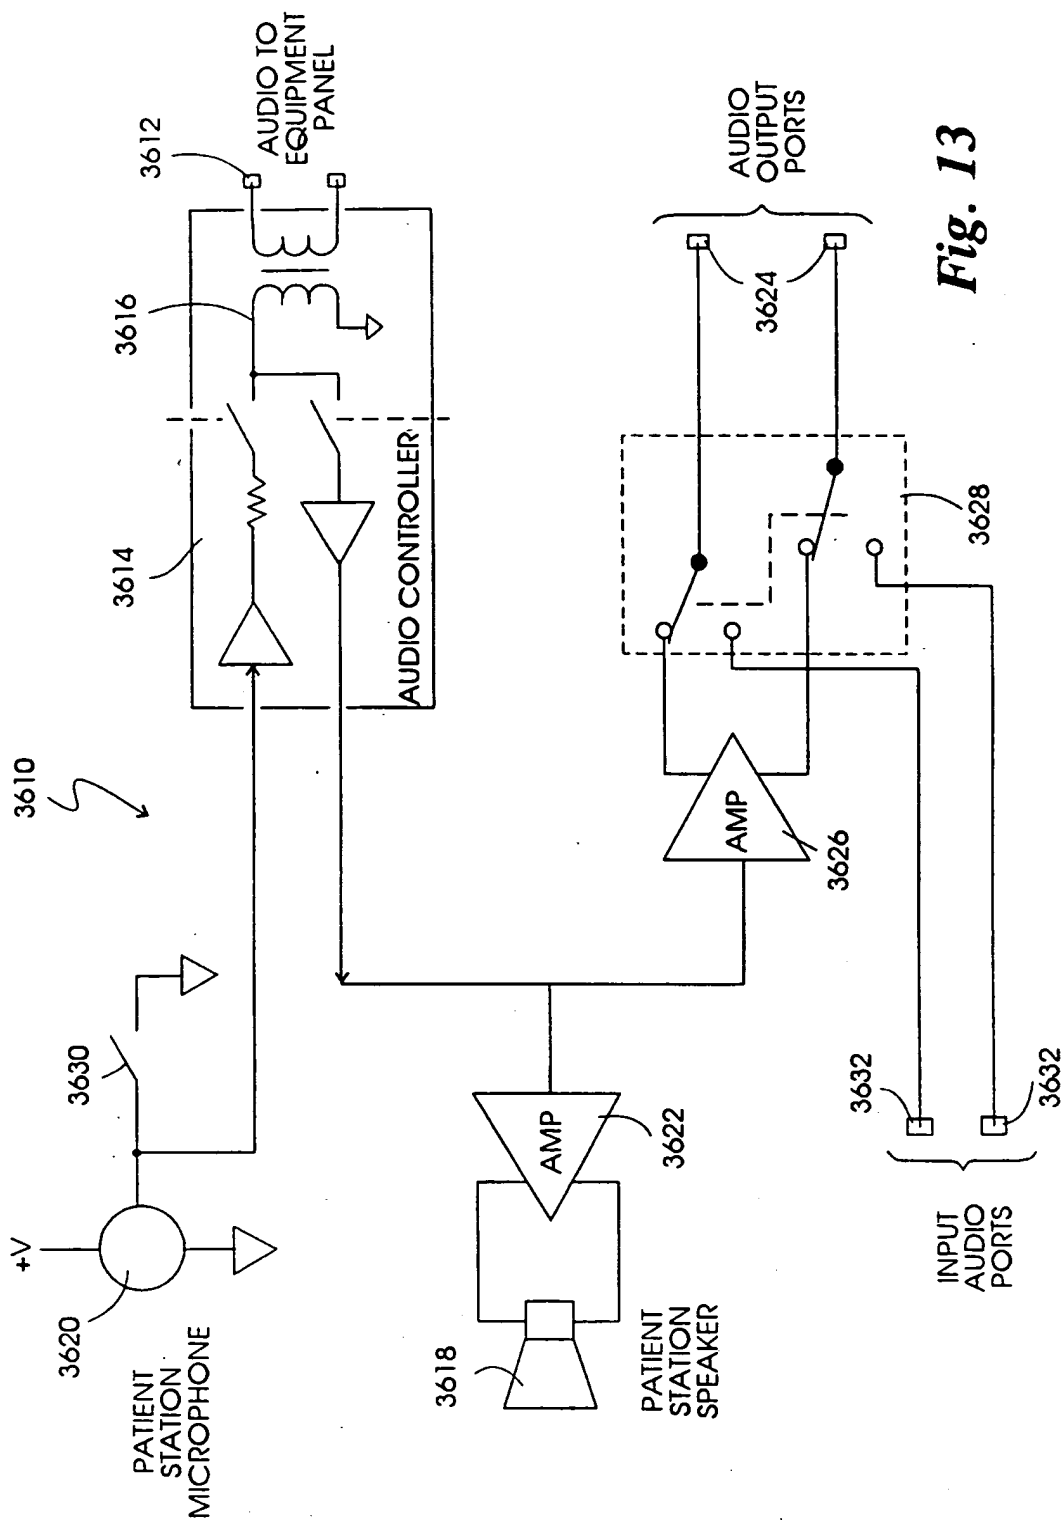 3610
+V
3620
PATIENT
STATION
MICROPHONE
3630
3614
3616
3612
AUDIO TO
EQUIPMENT
PANEL
AUDIO CONTROLLER
3618
PATIENT
STATION
SPEAKER
AMP
3622
AMP
3626
3628
3624
AUDIO
OUTPUT
PORTS
3632
3632
INPUT
AUDIO
PORTS
Fig. 13